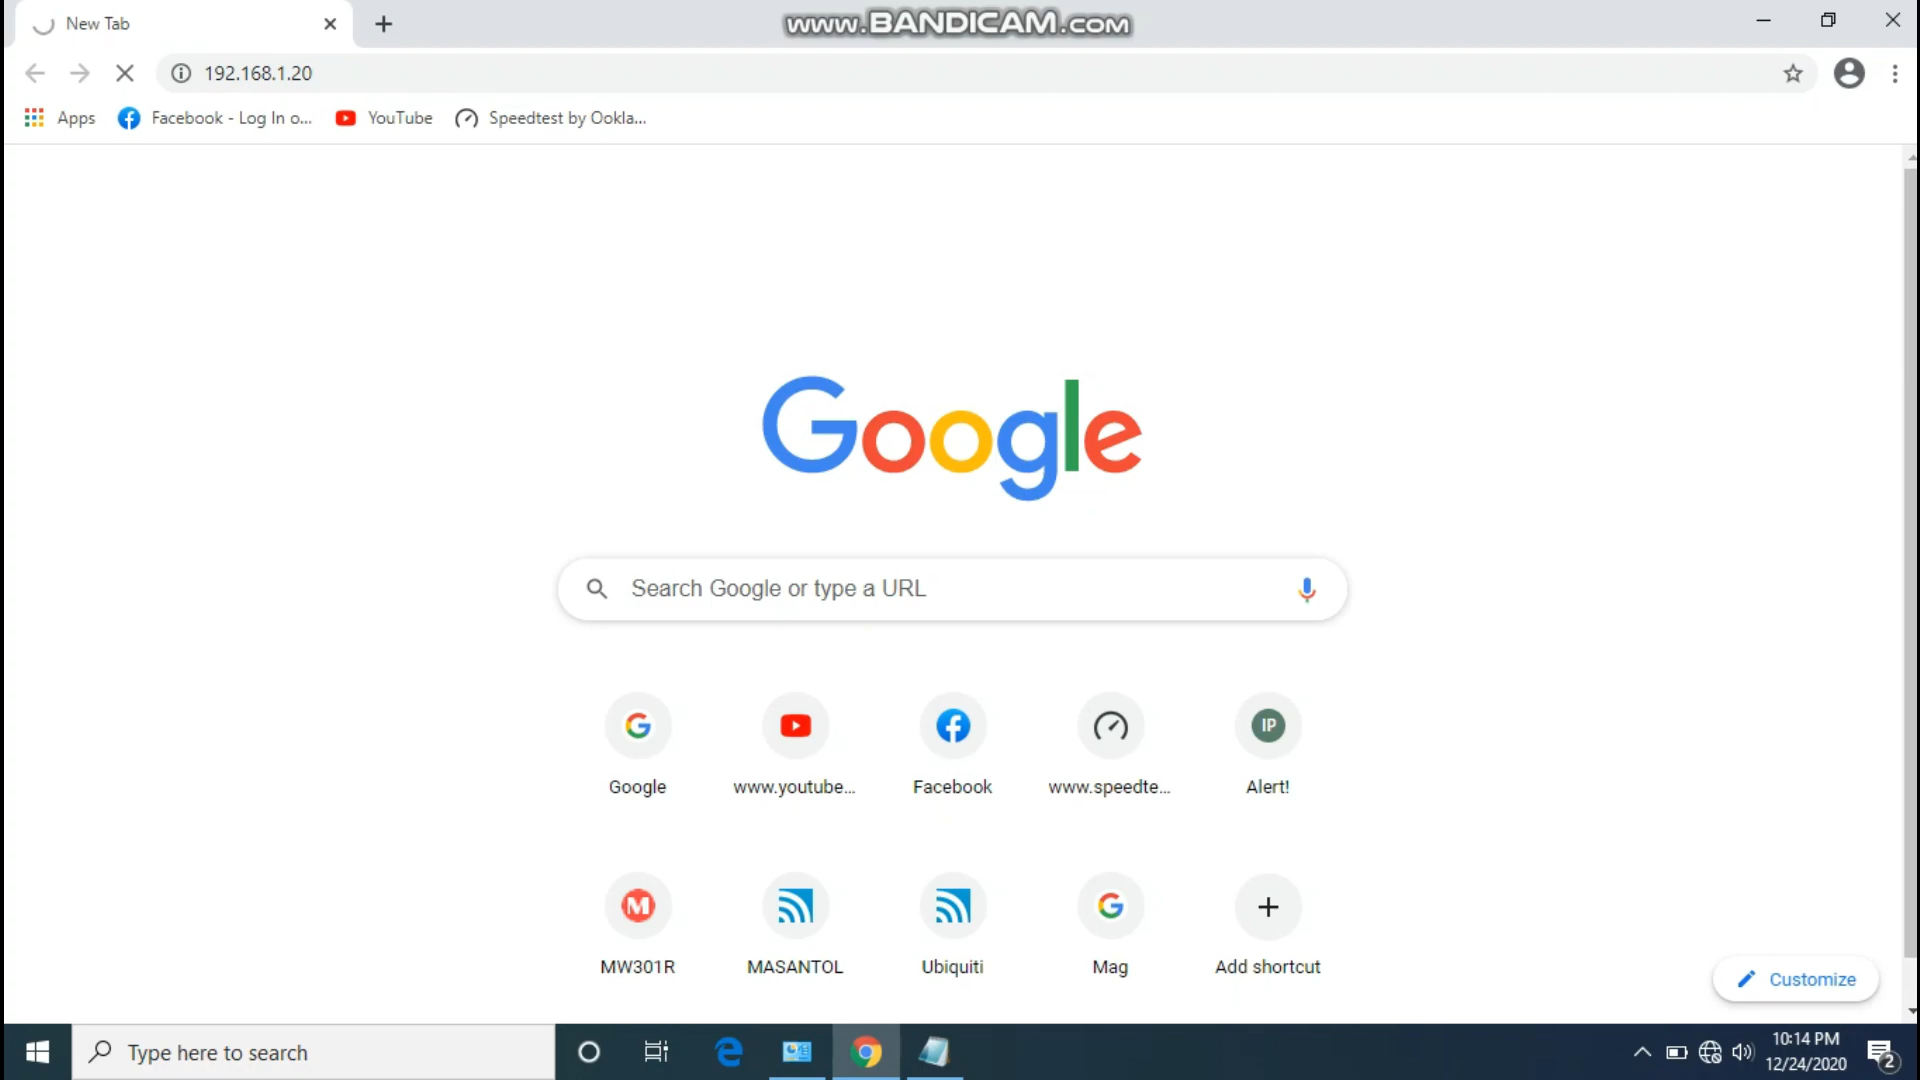 New Tab
www.BANDICAM.com
192.168.1.20
Apps
Facebook - Log In o...
YouTube
Speedtest by Ookla...
Google
Search Google or type a URL
Google
www.youtube...
Facebook
www.speedte...
IP
Alert!
M
MW301R
MASANTOL
Ubiquiti
Mag
Add shortcut
Customize
Type here to search
10:14 PM
12/24/2020
2